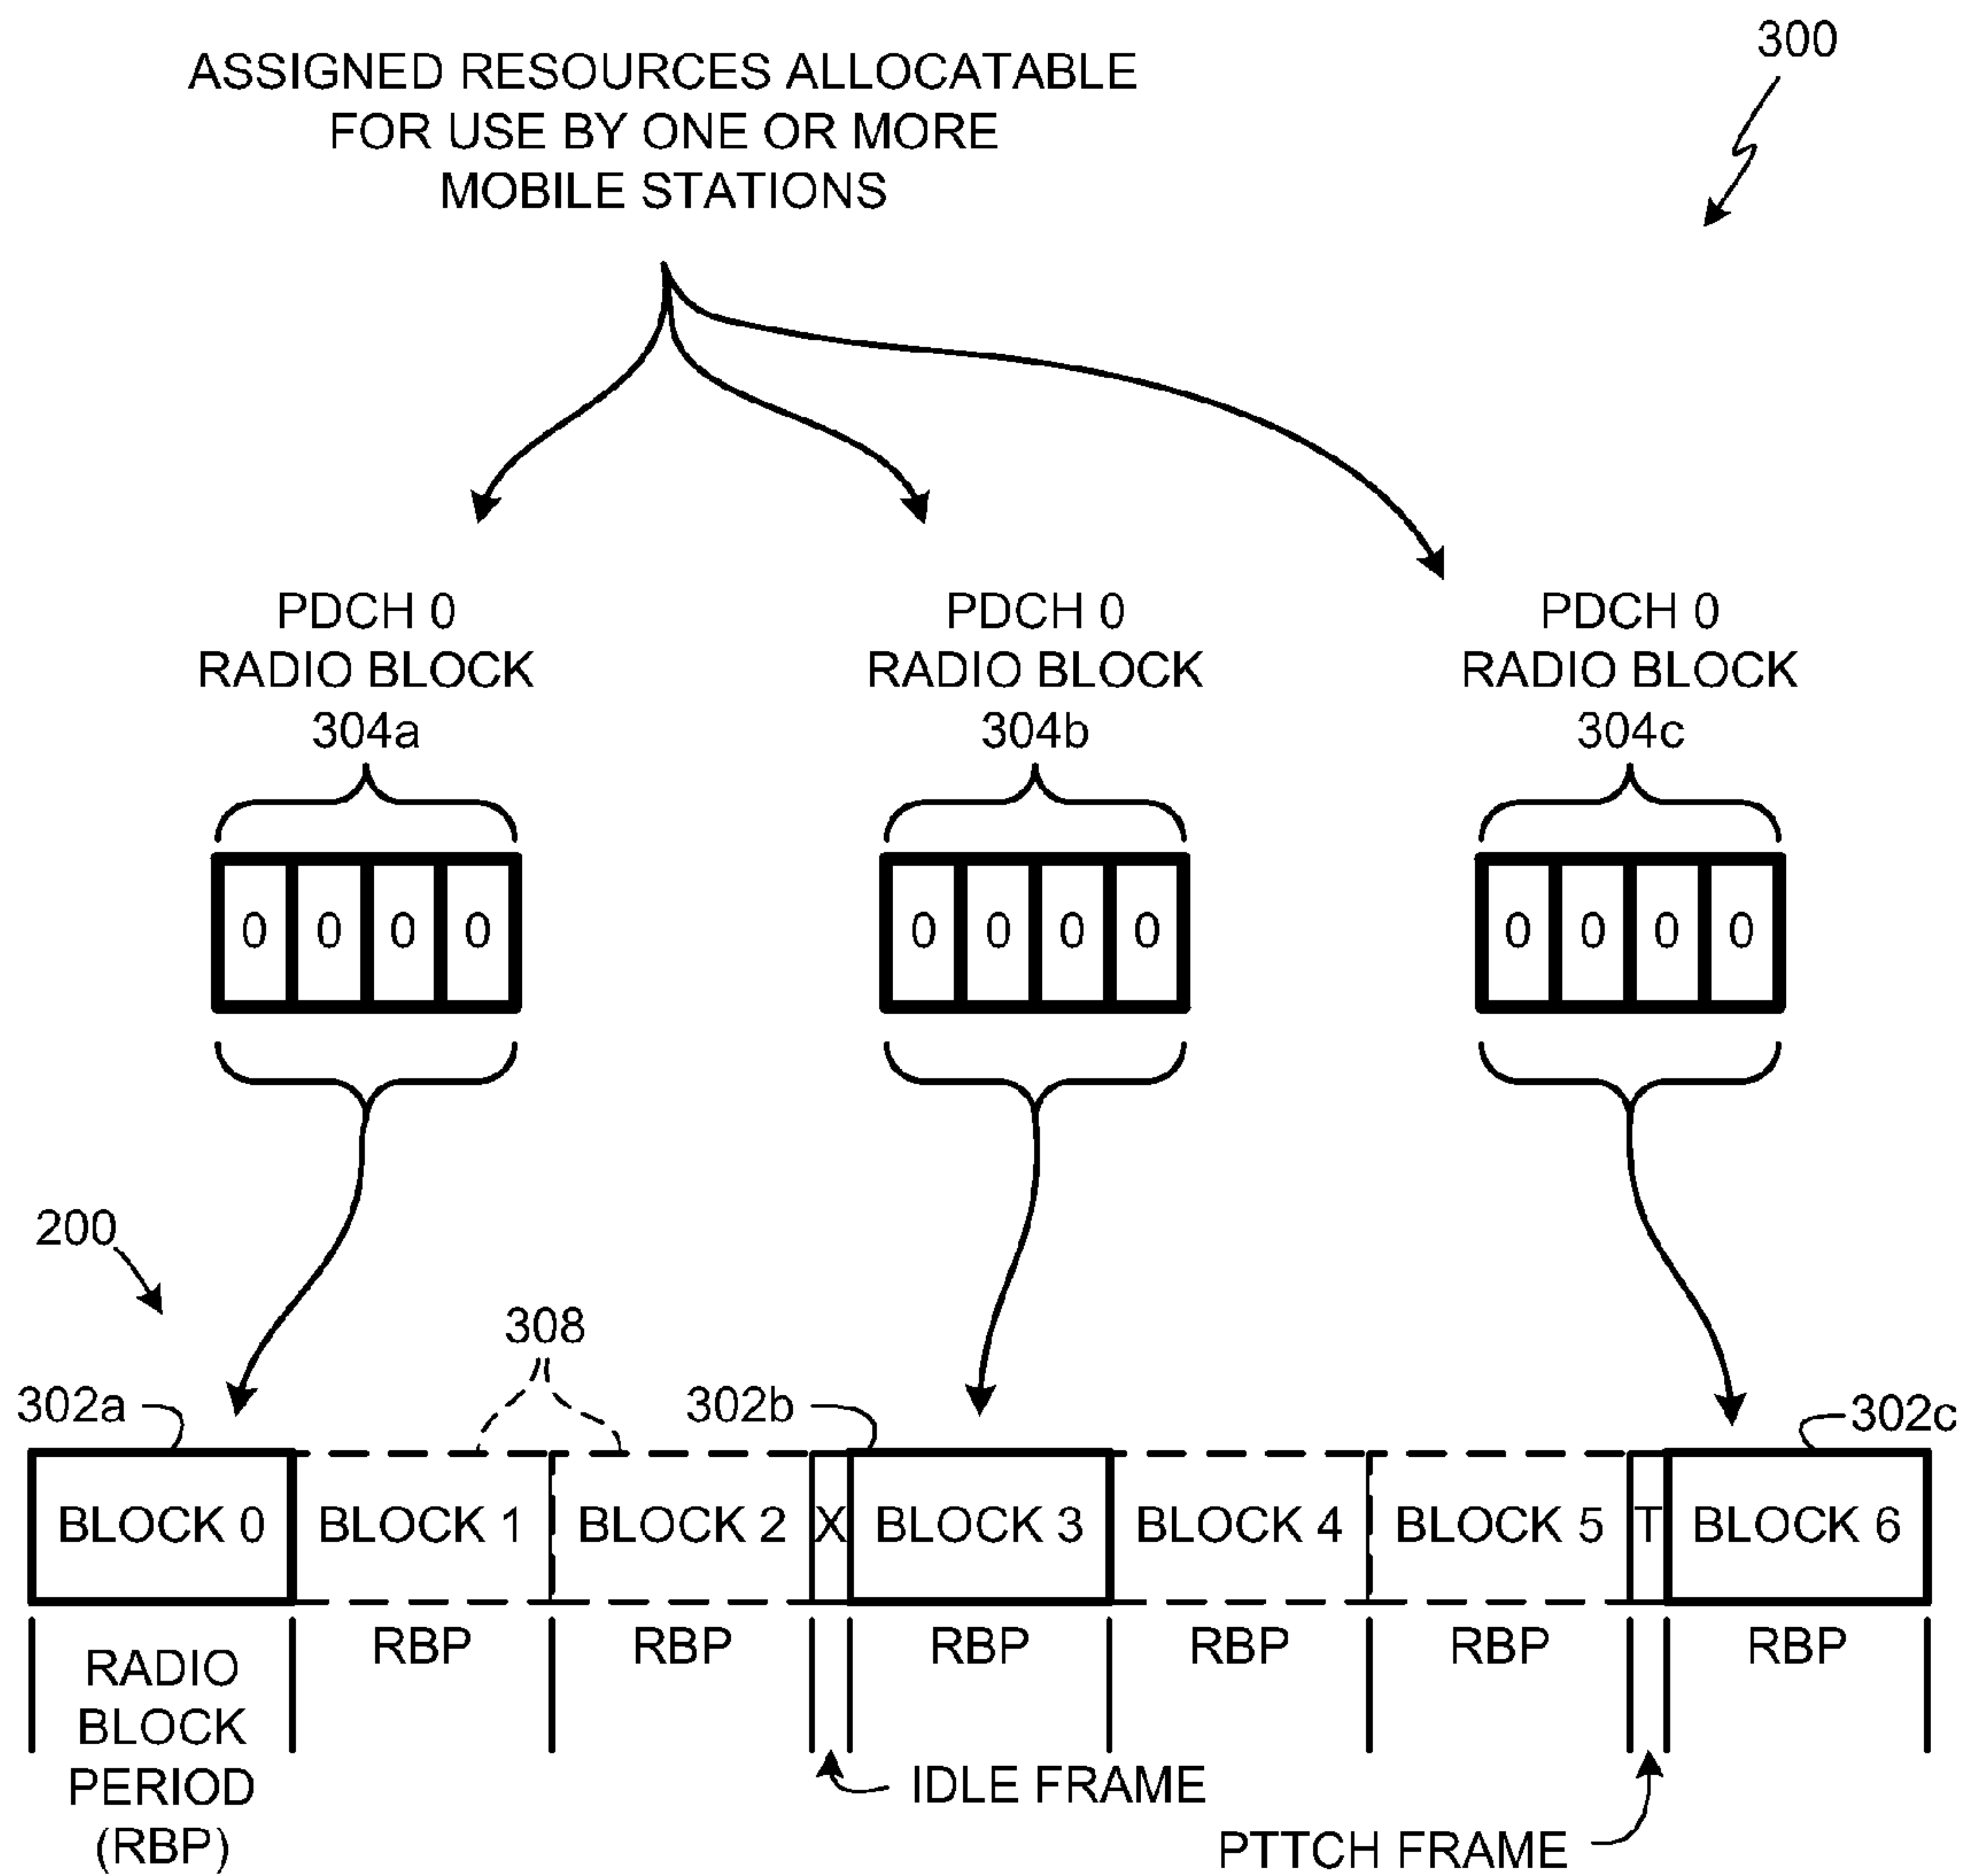 300
ASSIGNED RESOURCES ALLOCATABLE
FOR USE BY ONE OR MORE
MOBILE STATIONS
PDCH 0
RADIO BLOCK
304a
PDCH 0
RADIO BLOCK
304b
PDCH 0
RADIO BLOCK
304c
0 0 0 0
0 0 0 0
0 0 0 0
200
308
302a
302b
302c
BLOCK 0 BLOCK 1 BLOCK 2 X BLOCK 3 BLOCK 4 BLOCK 5 T BLOCK 6
RADIO
BLOCK
PERIOD
(RBP)
RBP RBP RBP RBP RBP RBP
IDLE FRAME
PTTCH FRAME